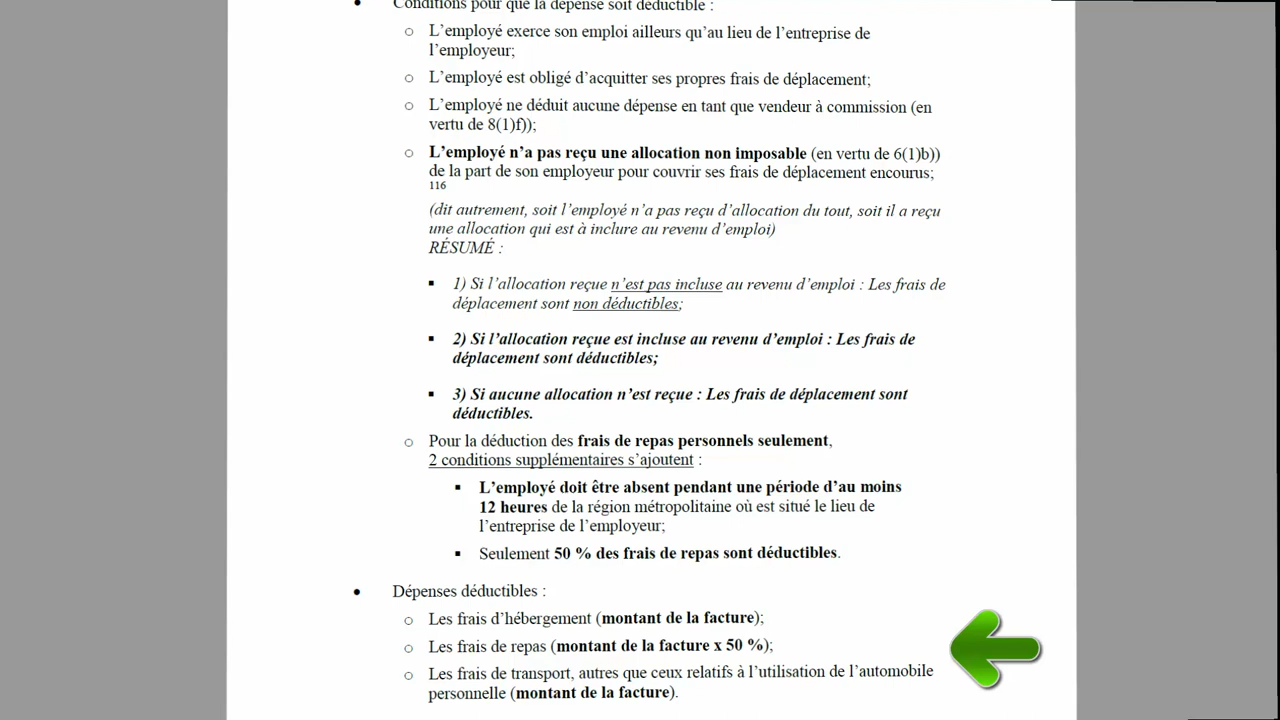 • Conditions pour que la dépense soit déductible :
○ L’employé exerce son emploi ailleurs qu’au lieu de l’entreprise de
l’employeur;
○ L’employé est obligé d’acquitter ses propres frais de déplacement;
○ L’employé ne déduit aucune dépense en tant que vendeur à commission (en
vertu de 8(1)f));
○ L’employé n’a pas reçu une allocation non imposable (en vertu de 6(1)b))
de la part de son employeur pour couvrir ses frais de déplacement encourus;
116
(dit autrement, soit l’employé n’a pas reçu d’allocation du tout, soit il a reçu
une allocation qui est à inclure au revenu d’emploi)
RÉSUMÉ :
▪ 1) Si l’allocation reçue n’est pas incluse au revenu d’emploi : Les frais de
déplacement sont non déductibles;
▪ 2) Si l’allocation reçue est incluse au revenu d’emploi : Les frais de
déplacement sont déductibles;
▪ 3) Si aucune allocation n’est reçue : Les frais de déplacement sont
déductibles.
○ Pour la déduction des frais de repas personnels seulement,
2 conditions supplémentaires s’ajoutent :
▪ L’employé doit être absent pendant une période d’au moins
12 heures de la région métropolitaine où est situé le lieu de
l’entreprise de l’employeur;
▪ Seulement 50 % des frais de repas sont déductibles.
• Dépenses déductibles :
○ Les frais d’hébergement (montant de la facture);
○ Les frais de repas (montant de la facture x 50 %);
○ Les frais de transport, autres que ceux relatifs à l’utilisation de l’automobile
personnelle (montant de la facture).